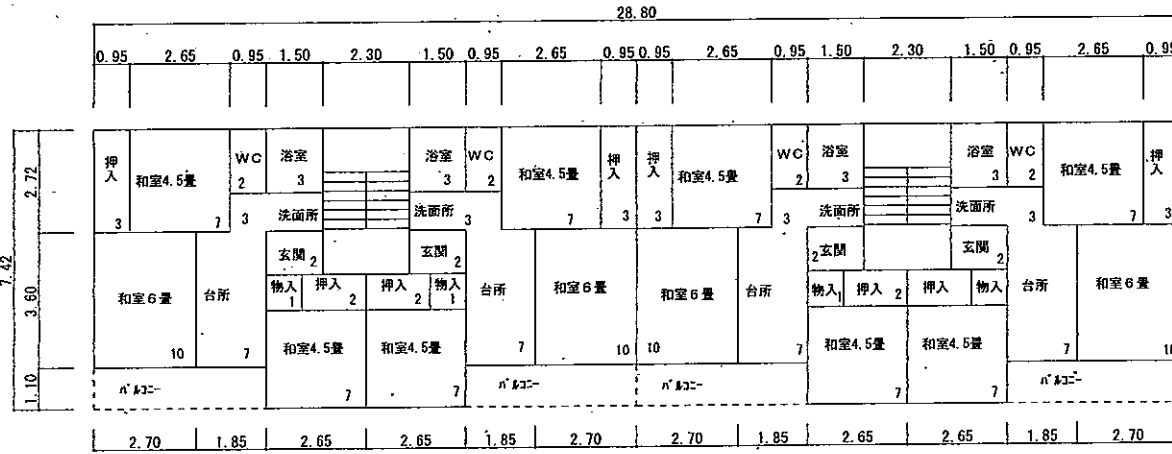 28.80
0.95 2.65 0.95 1.50 2.30 1.50 0.95 2.65 0.95 0.95 2.65 0.95 1.50 2.30 1.50 0.95 2.65 0.95
押入 和室4.5畳 WC 浴室 浴室 WC 和室4.5畳 押入 押入 和室4.5畳 WC 浴室 浴室 WC 和室4.5畳 押入
2 3 3 2 2 3 3 2
3 7 3 洗面所 洗面所 3 7 3 3 7 3 洗面所 洗面所 3 7 3
玄関 2 玄関 2 2 玄関 玄関 2
和室6畳 台所 物入 1 押入 2 押入 2 物入 1 台所 和室6畳 和室6畳 台所 物入 1 押入 2 押入 物入 台所 和室6畳
和室4.5畳 和室4.5畳 和室4.5畳 和室4.5畳
10 7 7 10 10 7 7 10
バルコニー 7 7 バルコニー バルコニー 7 7 バルコニー
2.70 1.85 2.65 2.65 1.85 2.70 2.70 1.85 2.65 2.65 1.85 2.70
7.42
2.72
3.60
1.10